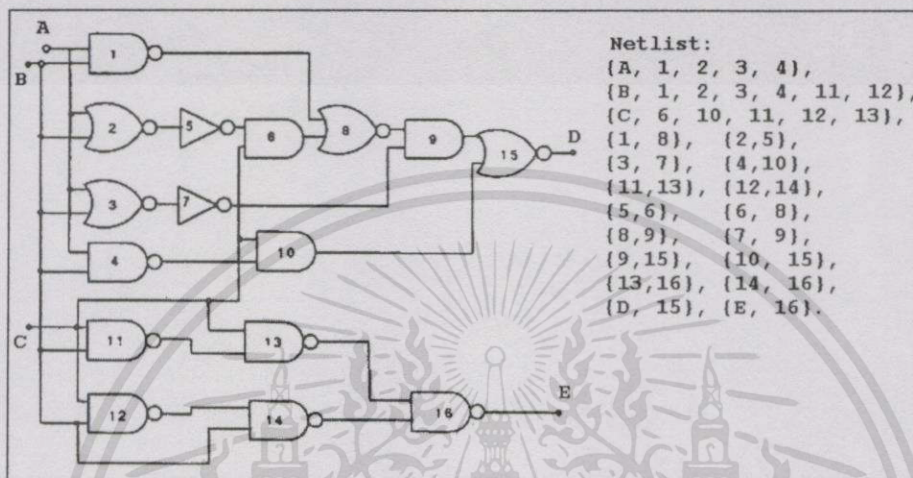 A
B
1
2
5
6
8
9
15
D
3
7
4
10
C
11
13
12
14
16
E
Netlist:
{A, 1, 2, 3, 4},
{B, 1, 2, 3, 4, 11, 12},
{C, 6, 10, 11, 12, 13},
{1, 8}, {2,5},
{3, 7}, {4,10},
{11,13}, {12,14},
{5,6}, {6, 8},
{8,9}, {7, 9},
{9,15}, {10, 15},
{13,16}, {14, 16},
{D, 15}, {E, 16}.